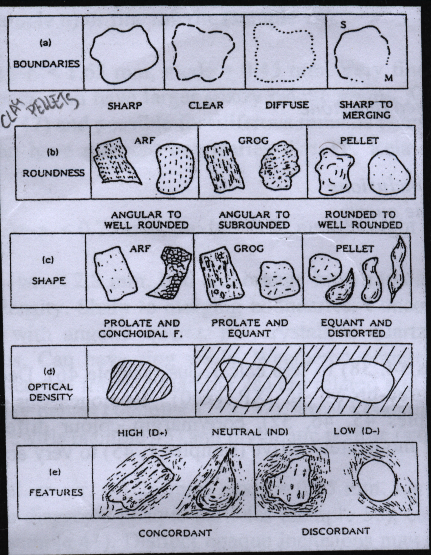 (a)
BOUNDARIES
S
M
SHARP
CLEAR
DIFFUSE
SHARP TO
MERGING
CLAY
PELLETS
(b)
ROUNDNESS
ARF
GROG
PELLET
ANGULAR TO
WELL ROUNDED
ANGULAR TO
SUBROUNDED
ROUNDED TO
WELL ROUNDED
(c)
SHAPE
ARF
GROG
PELLET
PROLATE AND
CONCHOIDAL F.
PROLATE AND
EQUANT
EQUANT AND
DISTORTED
(d)
OPTICAL
DENSITY
HIGH (D+)
NEUTRAL (ND)
LOW (D-)
(e)
FEATURES
CONCORDANT
DISCORDANT